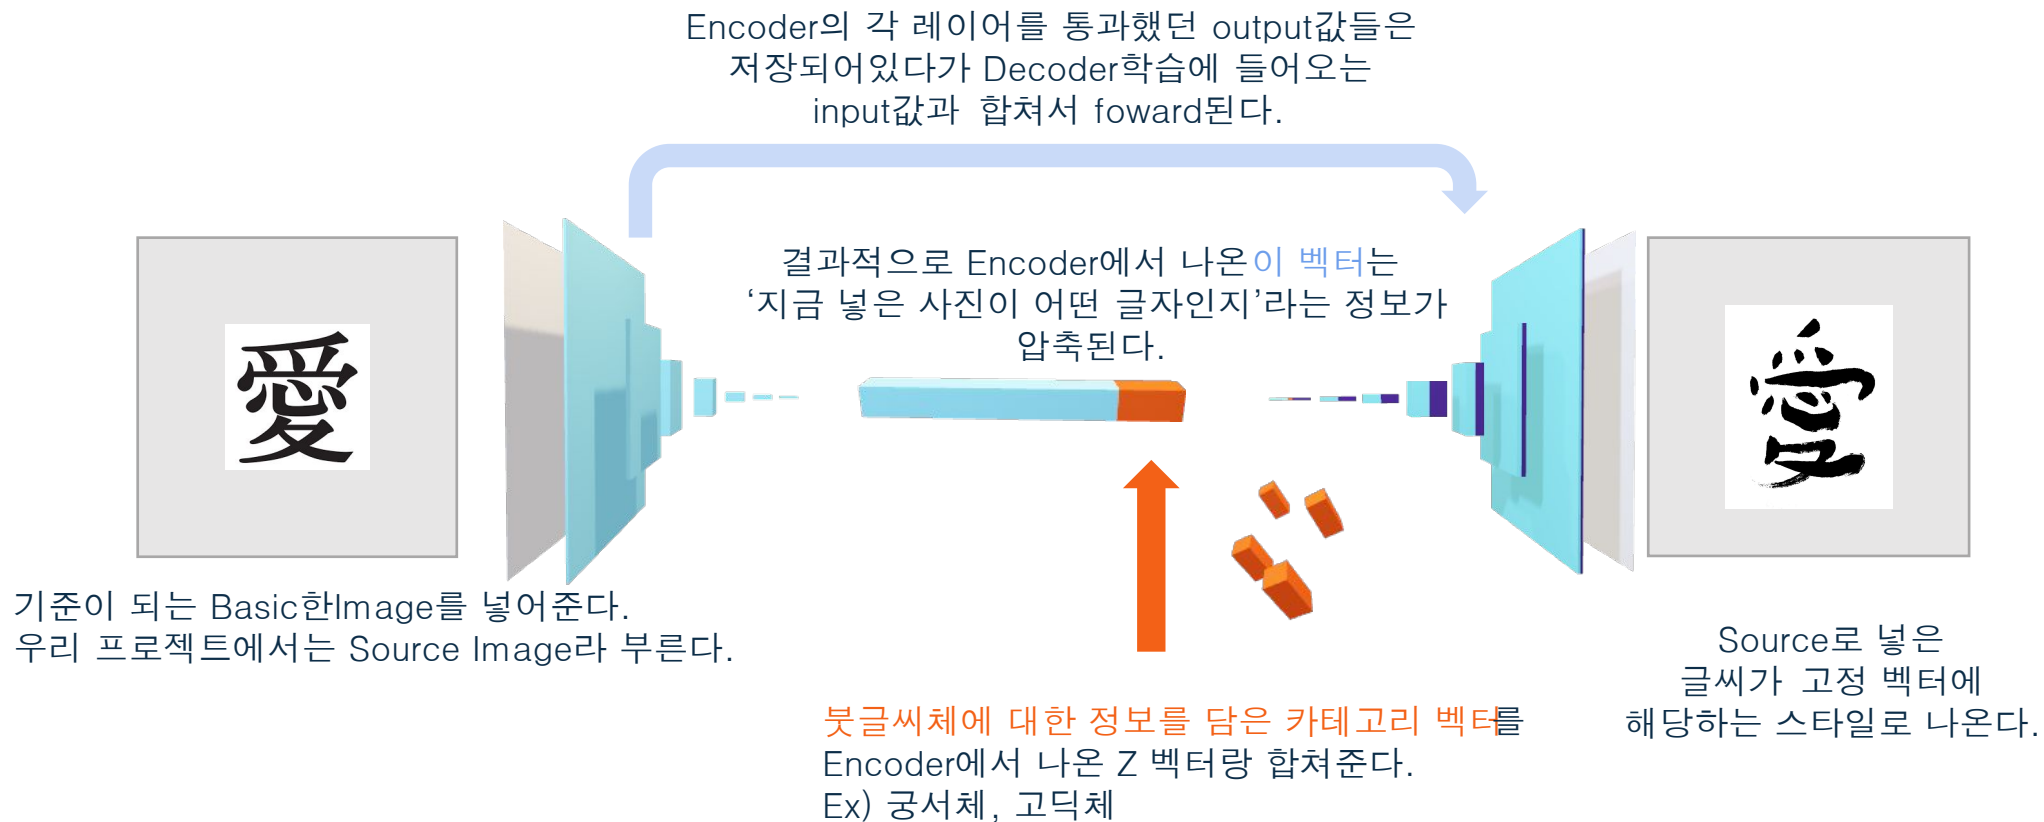 Encoder의 각 레이어를 통과했던 output값들은
저장되어있다가 Decoder학습에 들어오는
input값과 합쳐서 foward된다.
결과적으로 Encoder에서 나온이 벡터는
‘지금 넣은 사진이 어떤 글자인지’라는 정보가
압축된다.
愛
愛
기준이 되는 Basic한Image를 넣어준다.
우리 프로젝트에서는 Source Image라 부른다.
붓글씨체에 대한 정보를 담은 카테고리 벡터를
Encoder에서 나온 Z 벡터랑 합쳐준다.
Ex) 궁서체, 고딕체
Source로 넣은
글씨가 고정 벡터에
해당하는 스타일로 나온다.